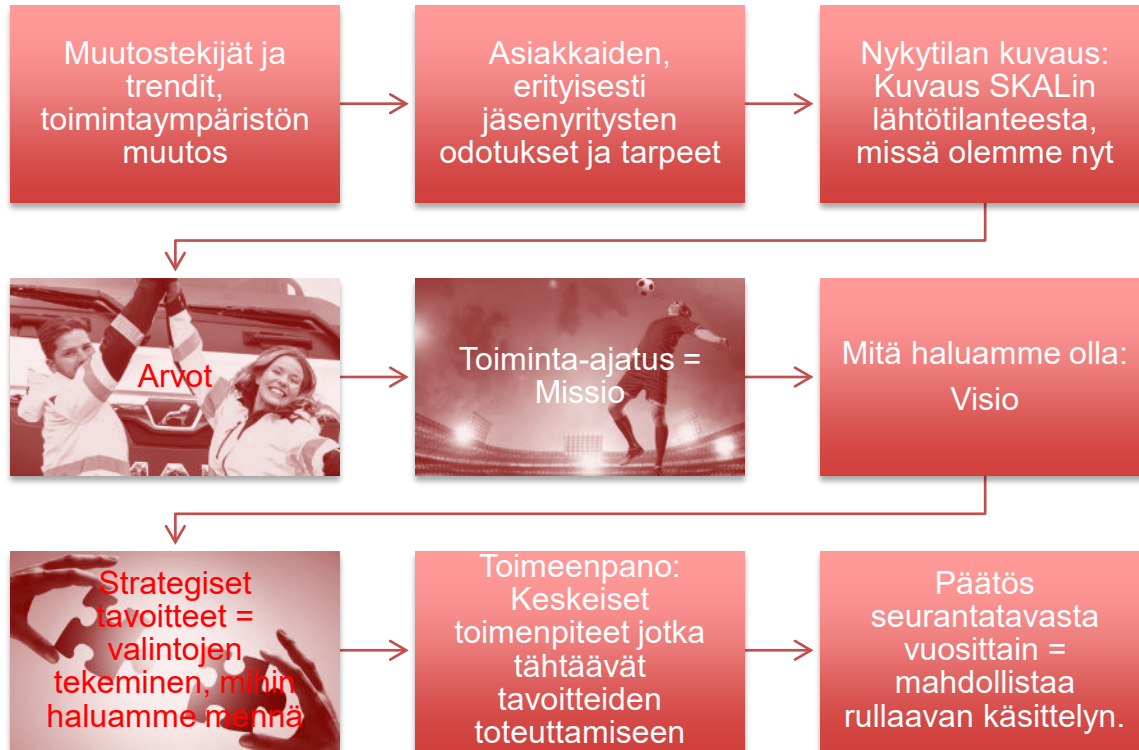 Muutostekijät ja
trendit,
toimintaympäristön
muutos
Asiakkaiden,
erityisesti
jäsenyritysten
odotukset ja tarpeet
Nykytilan kuvaus:
Kuvaus SKALin
lähtötilanteesta,
missä olemme nyt
Arvot
Toiminta-ajatus =
Missio
Mitä haluamme olla:
Visio
Strategiset
tavoitteet =
valintojen
tekeminen, mihin
haluamme mennä
Toimeenpano:
Keskeiset
toimenpiteet jotka
tähtäävät
tavoitteiden
toteuttamiseen
Päätös
seurantatavasta
vuosittain =
mahdollistaa
rullaavan käsittelyn.